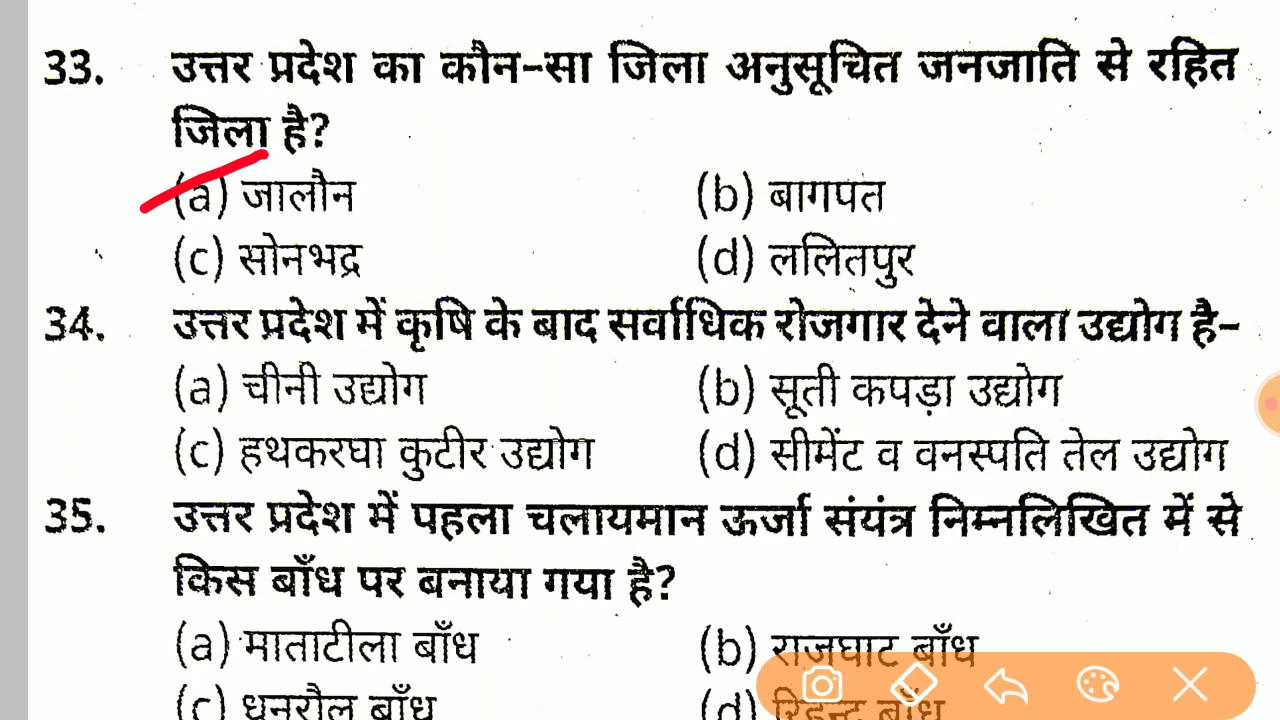 33. उत्तर प्रदेश का कौन-सा जिला अनुसूचित जनजाति से रहित
जिला है?
(a) जालौन (b) बागपत
(c) सोनभद्र (d) ललितपुर
34. उत्तर प्रदेश में कृषि के बाद सर्वाधिक रोजगार देने वाला उद्योग है-
(a) चीनी उद्योग (b) सूती कपड़ा उद्योग
(c) हथकरघा कुटीर उद्योग (d) सीमेंट व वनस्पति तेल उद्योग
35. उत्तर प्रदेश में पहला चलायमान ऊर्जा संयंत्र निम्नलिखित में से
किस बाँध पर बनाया गया है?
(a) माताटीला बाँध (b) राजघाट बाँध
(c) धनरौल बाँध (d) रिहन्द बाँध